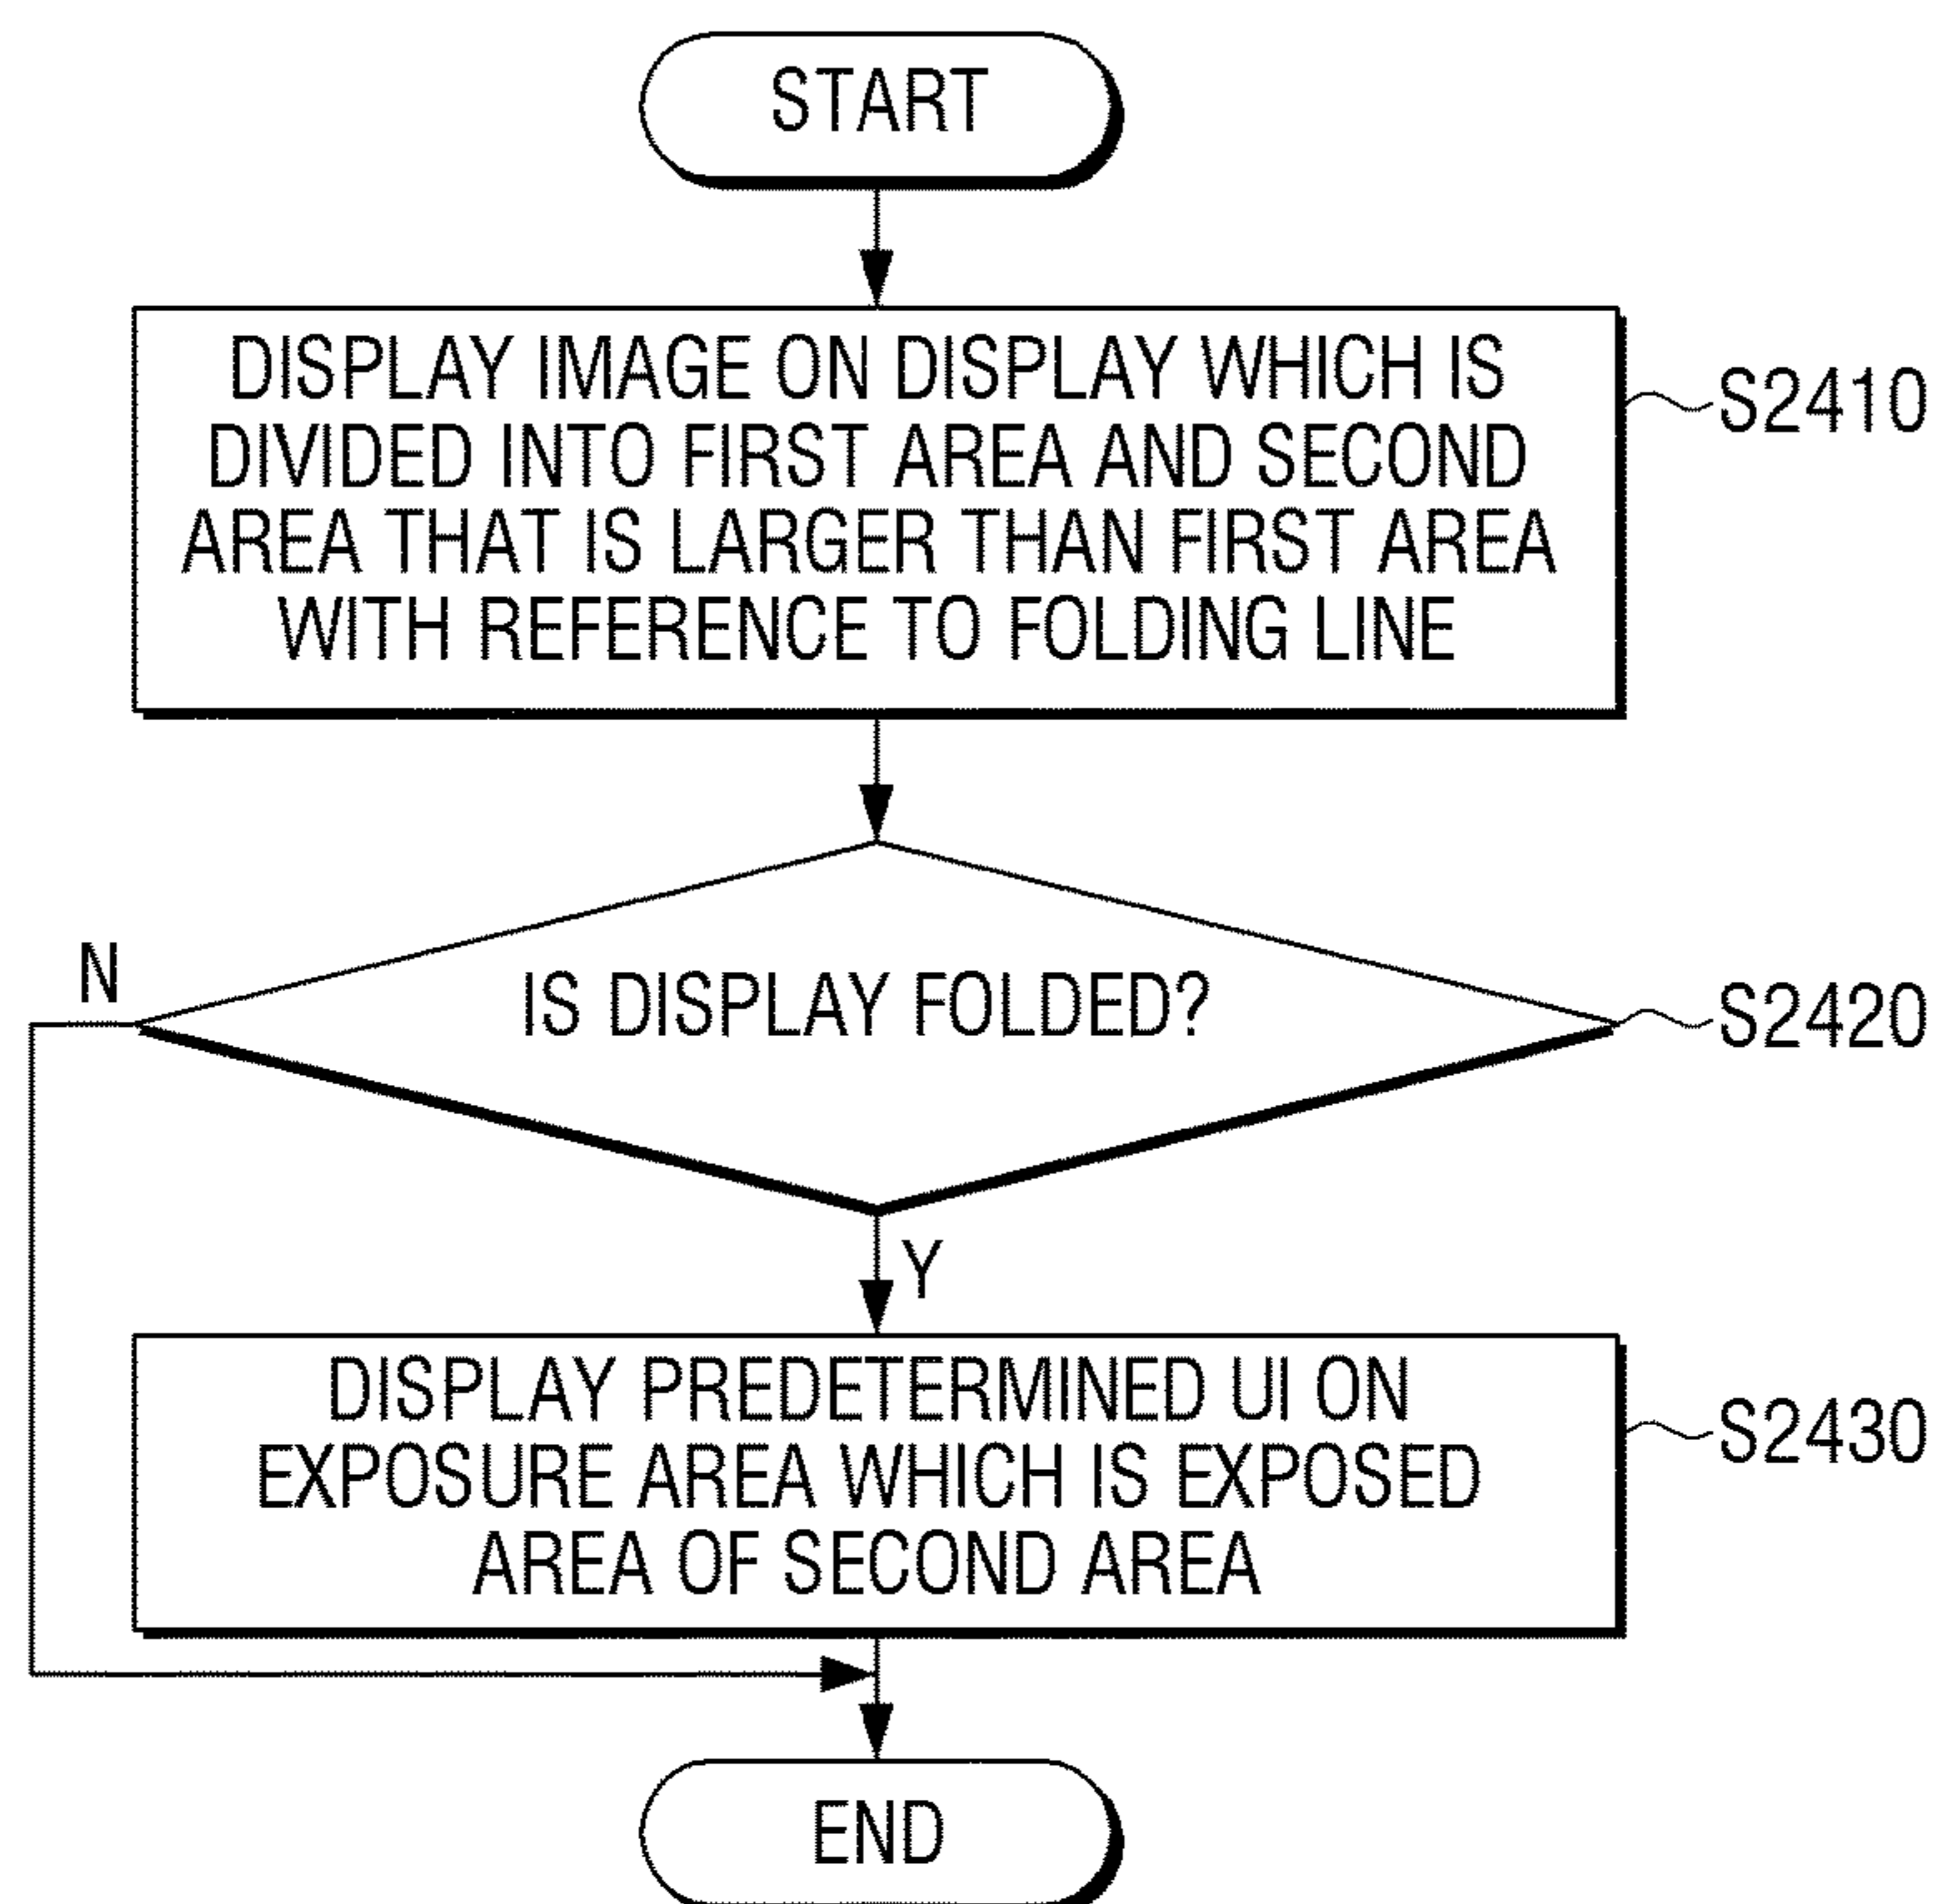 START
DISPLAY IMAGE ON DISPLAY WHICH IS
DIVIDED INTO FIRST AREA AND SECOND
AREA THAT IS LARGER THAN FIRST AREA
WITH REFERENCE TO FOLDING LINE
S2410
N
IS DISPLAY FOLDED?
S2420
Y
DISPLAY PREDETERMINED UI ON
EXPOSURE AREA WHICH IS EXPOSED
AREA OF SECOND AREA
S2430
END